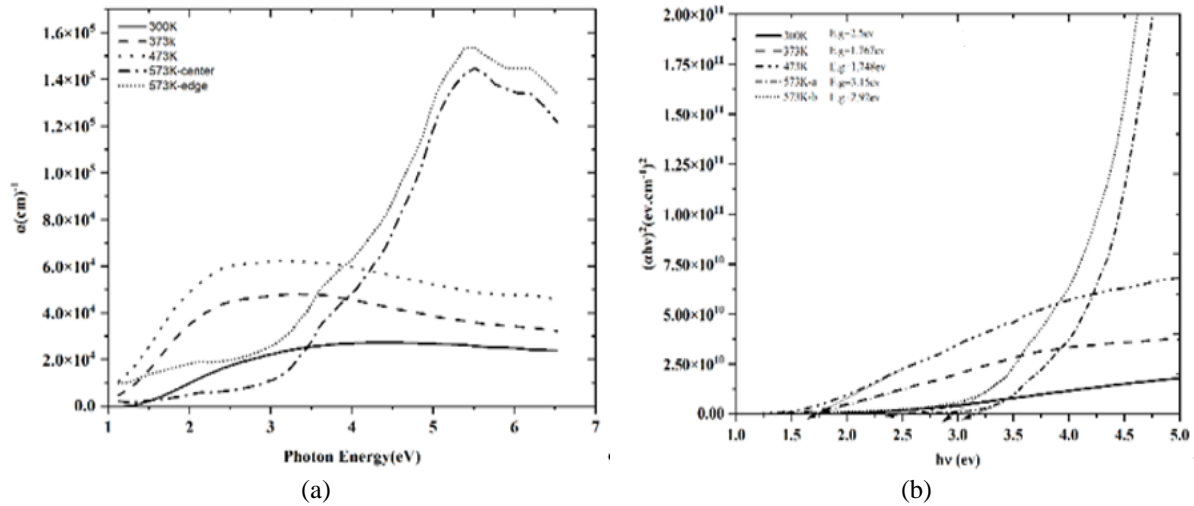 300K
373k
473K
573K-center
573K-edge
1.6×10⁵
1.4×10⁵
1.2×10⁵
1.0×10⁵
8.0×10⁴
6.0×10⁴
4.0×10⁴
2.0×10⁴
0.0
α(cm)⁻¹
1 2 3 4 5 6 7
Photon Energy(eV)
(a)
300K E.g=2.5ev
373K E.g=1.767ev
473K E.g=1.748ev
573K-a E.g=3.15ev
573K-b E.g=2.92ev
2.00×10¹¹
1.75×10¹¹
1.50×10¹¹
1.25×10¹¹
1.00×10¹¹
7.50×10¹⁰
5.00×10¹⁰
2.50×10¹⁰
0.00
(αhν)²(ev.cm⁻¹)²
1.0 1.5 2.0 2.5 3.0 3.5 4.0 4.5 5.0
hν (ev)
(b)